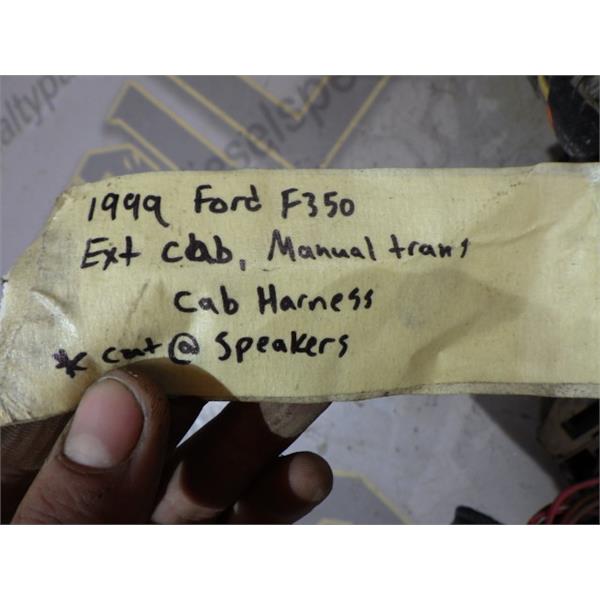 1999 Ford F350
Ext cab, Manual trans
Cab Harness
* cut @ Speakers